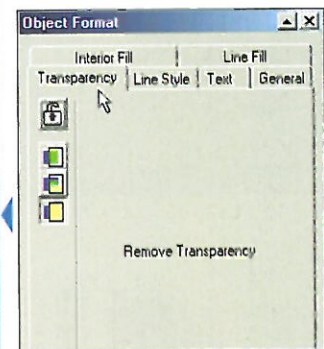 Object Format
Interior Fill Line Fill
Transparency Line Style Text General
Remove Transparency